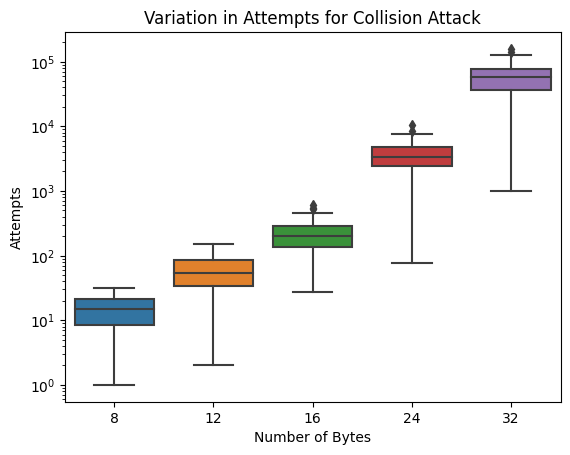 Variation in Attempts for Collision Attack
Attempts
10^5
10^4
10^3
10^2
10^1
10^0
8 12 16 24 32
Number of Bytes